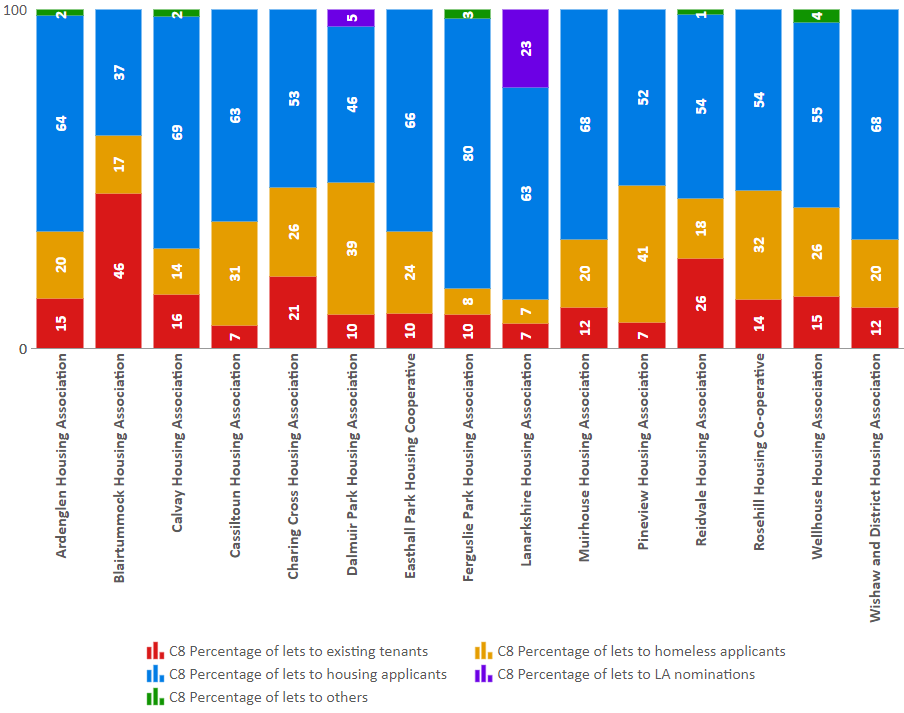 100
2
2
5
3
1
4
23
64
37
69
63
53
46
66
80
63
68
52
54
54
55
68
20
17
14
31
26
39
24
8
7
20
41
18
32
26
20
15
46
16
7
21
10
10
10
7
12
7
26
14
15
12
0
Ardenglen Housing Association
Blairtummock Housing Association
Calvay Housing Association
Cassiltoun Housing Association
Charing Cross Housing Association
Dalmuir Park Housing Association
Easthall Park Housing Cooperative
Ferguslie Park Housing Association
Lanarkshire Housing Association
Muirhouse Housing Association
Pineview Housing Association
Reidvale Housing Association
Rosehill Housing Co-operative
Wellhouse Housing Association
Wishaw and District Housing Association
C8 Percentage of lets to existing tenants
C8 Percentage of lets to homeless applicants
C8 Percentage of lets to housing applicants
C8 Percentage of lets to LA nominations
C8 Percentage of lets to others